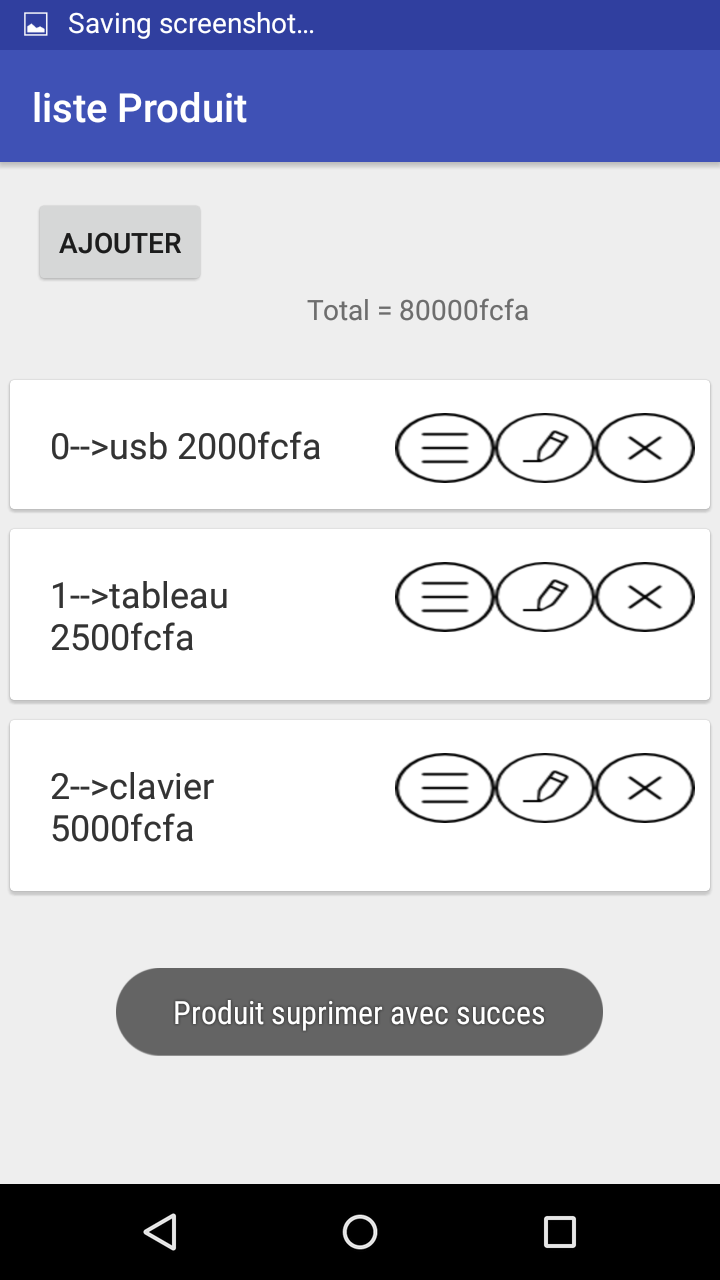 Saving screenshot...
liste Produit
AJOUTER
Total = 80000fcfa
0-->usb 2000fcfa
1-->tableau
2500fcfa
2-->clavier
5000fcfa
Produit suprimer avec succes